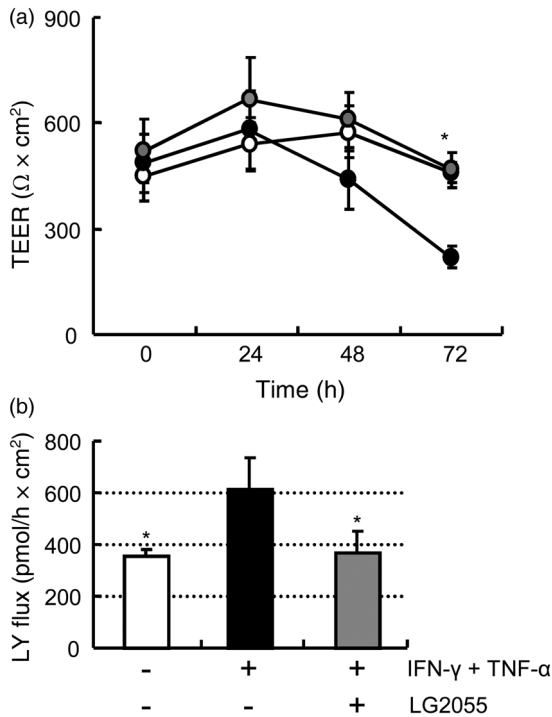 (a)
900
600
300
0
TEER (Ω × cm²)
*
0 24 48 72
Time (h)
(b)
800
600
400
200
0
LY flux (pmol/h × cm²)
* *
- + + IFN-γ + TNF-α
- - + LG2055